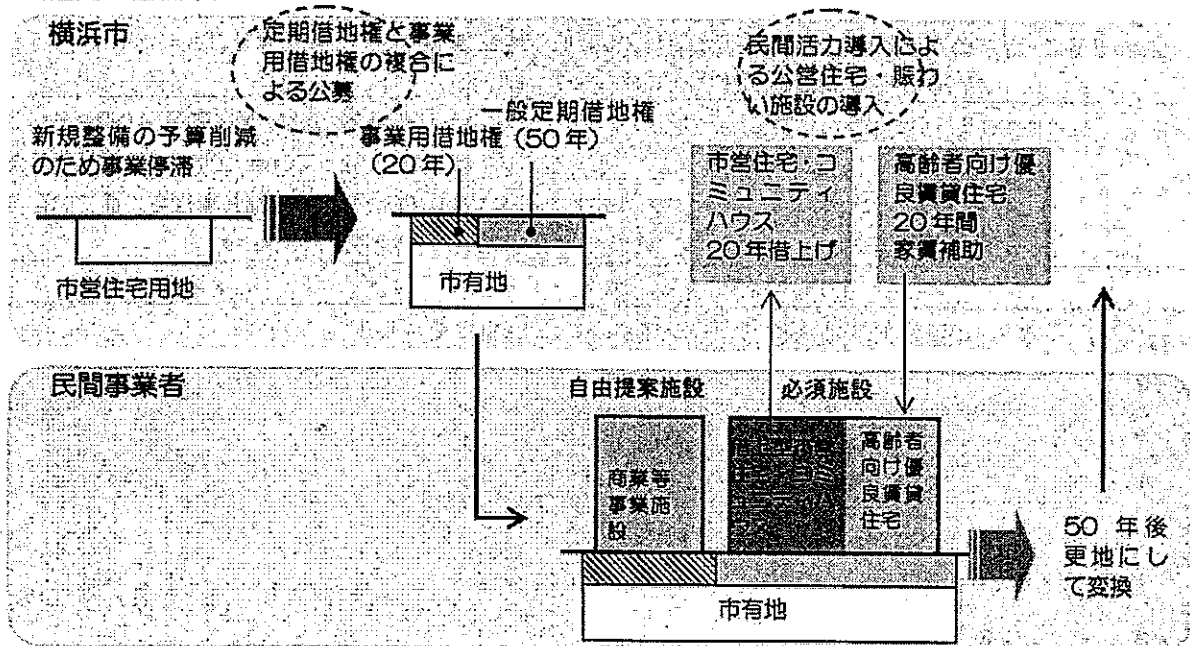 横浜市
定期借地権と事業
用借地権の複合に
よる公募
民間活力導入によ
る公営住宅・賑わ
い施設の導入
新規整備の予算削減
のため事業停滞
一般定期借地権
(50年)
事業用借地権
(20年)
市営住宅・コ
ミュニティ
ハウス
20年借上げ
高齢者向け優
良賃貸住宅
20年間
家賃補助
市営住宅用地
市有地
民間事業者
自由提案施設
必須施設
商業等
事業施
設
高齢者
向け優
良賃貸
住宅
50年後
更地にし
て変換
市有地